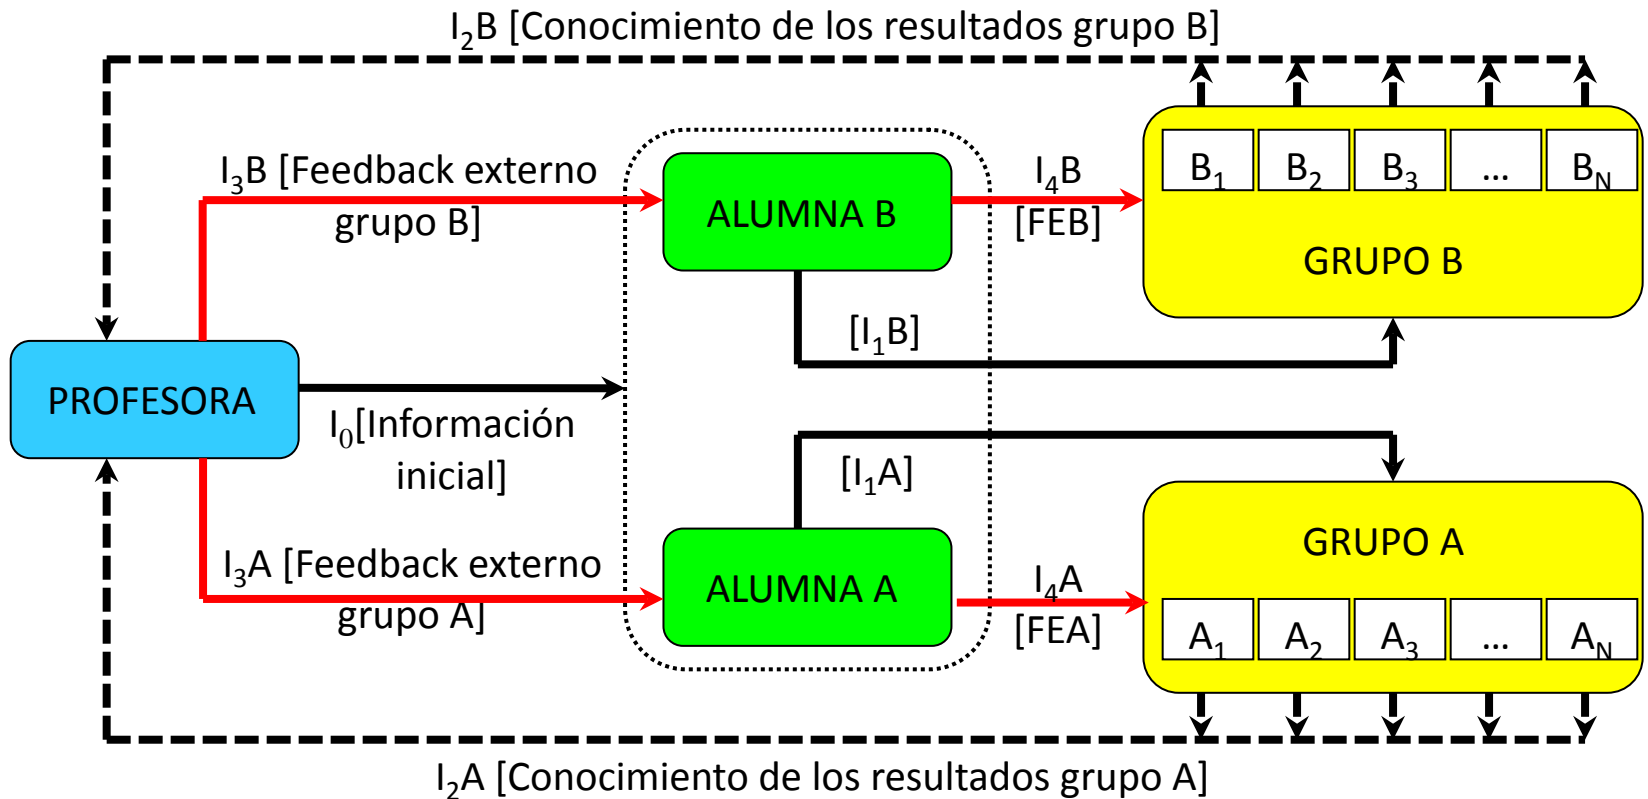 I₂B [Conocimiento de los resultados grupo B]
I₃B [Feedback externo
grupo B]
ALUMNA B
I₄B
[FEB]
B₁ B₂ B₃ ... B_N
GRUPO B
[I₁B]
PROFESORA
I₀[Información
inicial]
[I₁A]
I₃A [Feedback externo
grupo A]
ALUMNA A
I₄A
[FEA]
GRUPO A
A₁ A₂ A₃ ... A_N
I₂A [Conocimiento de los resultados grupo A]